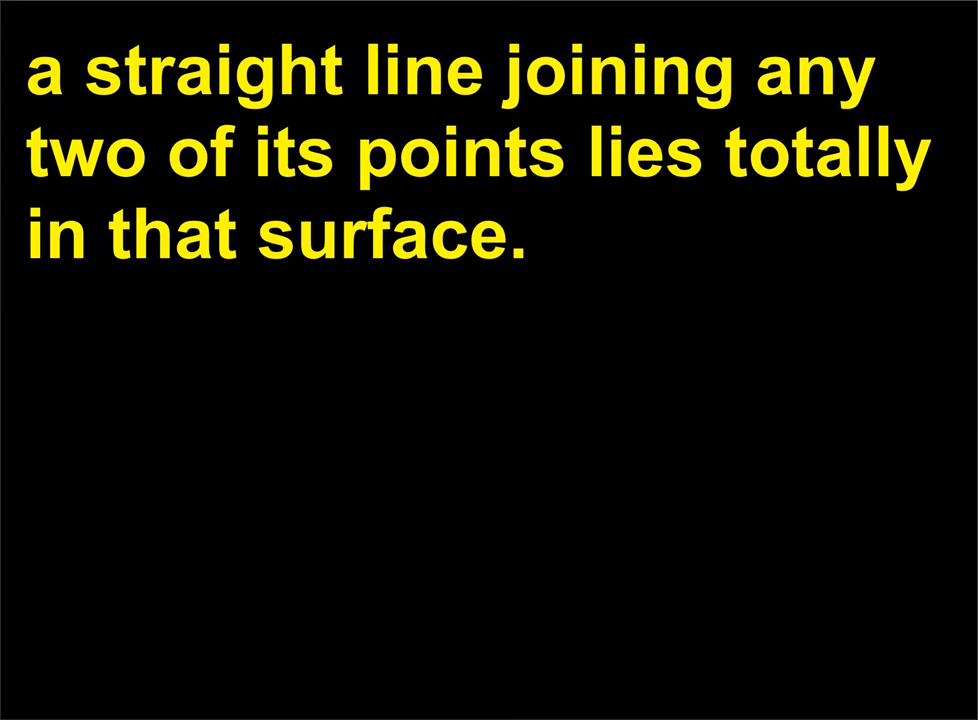 a straight line joining any
two of its points lies totally
in that surface.